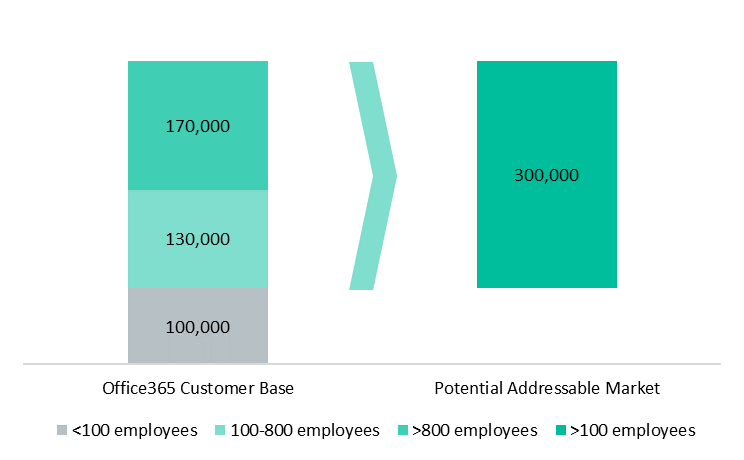 170,000
300,000
130,000
100,000
Office365 Customer Base
Potential Addressable Market
<100 employees
100-800 employees
>800 employees
>100 employees